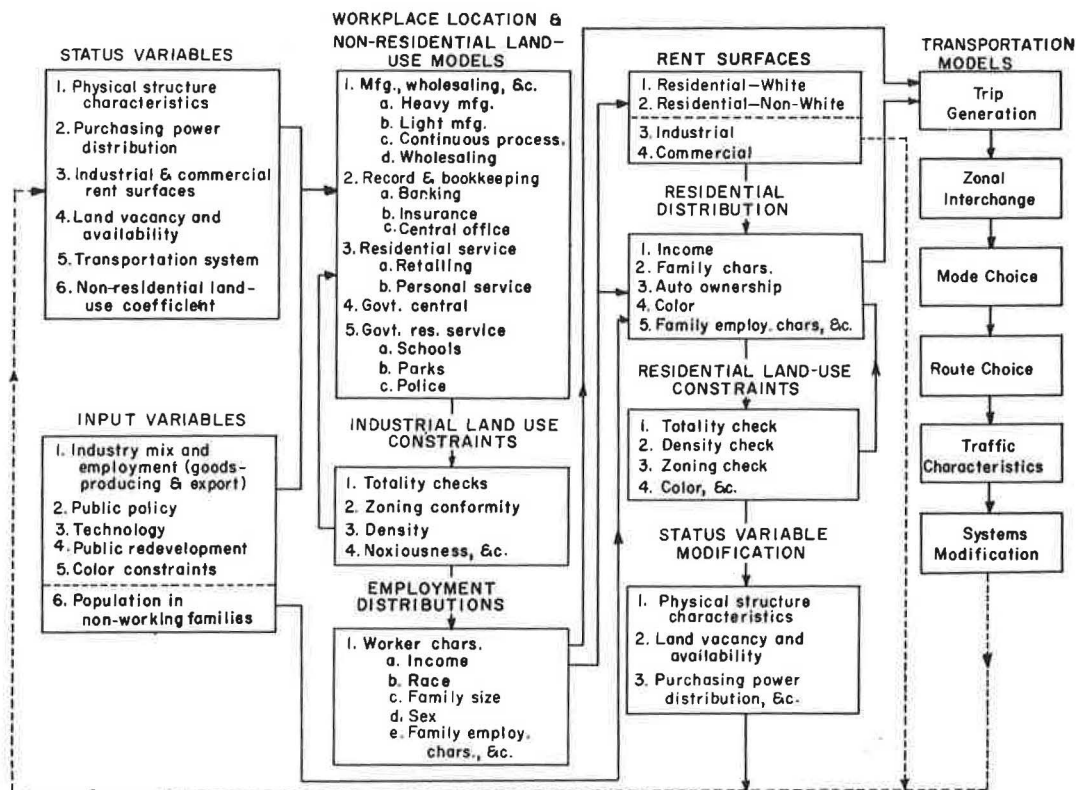 STATUS VARIABLES
1. Physical structure
characteristics
2. Purchasing power
distribution
3. Industrial & commercial
rent surfaces
4. Land vacancy and
availability
5. Transportation system
6. Non-residential land-
use coefficient
INPUT VARIABLES
1. Industry mix and
employment (goods-
producing & export)
2. Public policy
3. Technology
4. Public redevelopment
5. Color constraints
6. Population in
non-working families
WORKPLACE LOCATION &
NON-RESIDENTIAL LAND-
USE MODELS
1. Mfg., wholesaling, &c.
a. Heavy mfg.
b. Light mfg.
c. Continuous process.
d. Wholesaling
2. Record & bookkeeping
a. Banking
b. Insurance
c. Central office
3. Residential service
a. Retailing
b. Personal service
4. Govt. central
5. Govt. res. service
a. Schools
b. Parks
c. Police
INDUSTRIAL LAND USE
CONSTRAINTS
1. Totality checks
2. Zoning conformity
3. Density
4. Noxiousness, &c.
EMPLOYMENT
DISTRIBUTIONS
1. Worker chars.
a. Income
b. Race
c. Family size
d. Sex
e. Family employ.
chars., &c.
RENT SURFACES
1. Residential—White
2. Residential—Non-White
3. Industrial
4. Commercial
RESIDENTIAL
DISTRIBUTION
1. Income
2. Family chars.
3. Auto ownership
4. Color
5. Family employ. chars, &c.
RESIDENTIAL LAND-USE
CONSTRAINTS
1. Totality check
2. Density check
3. Zoning check
4. Color, &c.
STATUS VARIABLE
MODIFICATION
1. Physical structure
characteristics
2. Land vacancy and
availability
3. Purchasing power
distribution, &c.
TRANSPORTATION
MODELS
Trip
Generation
Zonal
Interchange
Mode Choice
Route Choice
Traffic
Characteristics
Systems
Modification